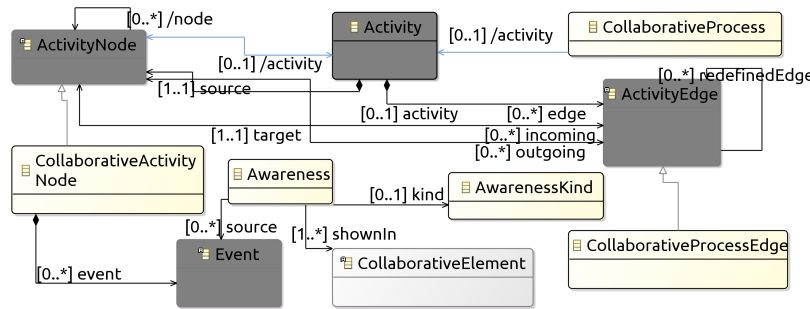 [0..*] /node
ActivityNode
Activity
CollaborativeProcess
[0..1] /activity
[0..1] /activity
[1..1] source
[0..*] redefinedEdge
ActivityEdge
[0..1] activity
[0..*] edge
[1..1] target
[0..*] incoming
[0..*] outgoing
CollaborativeActivity
Node
Awareness
[0..1] kind
AwarenessKind
[0..*] source
[1..*] shownIn
Event
CollaborativeElement
CollaborativeProcessEdge
[0..*] event